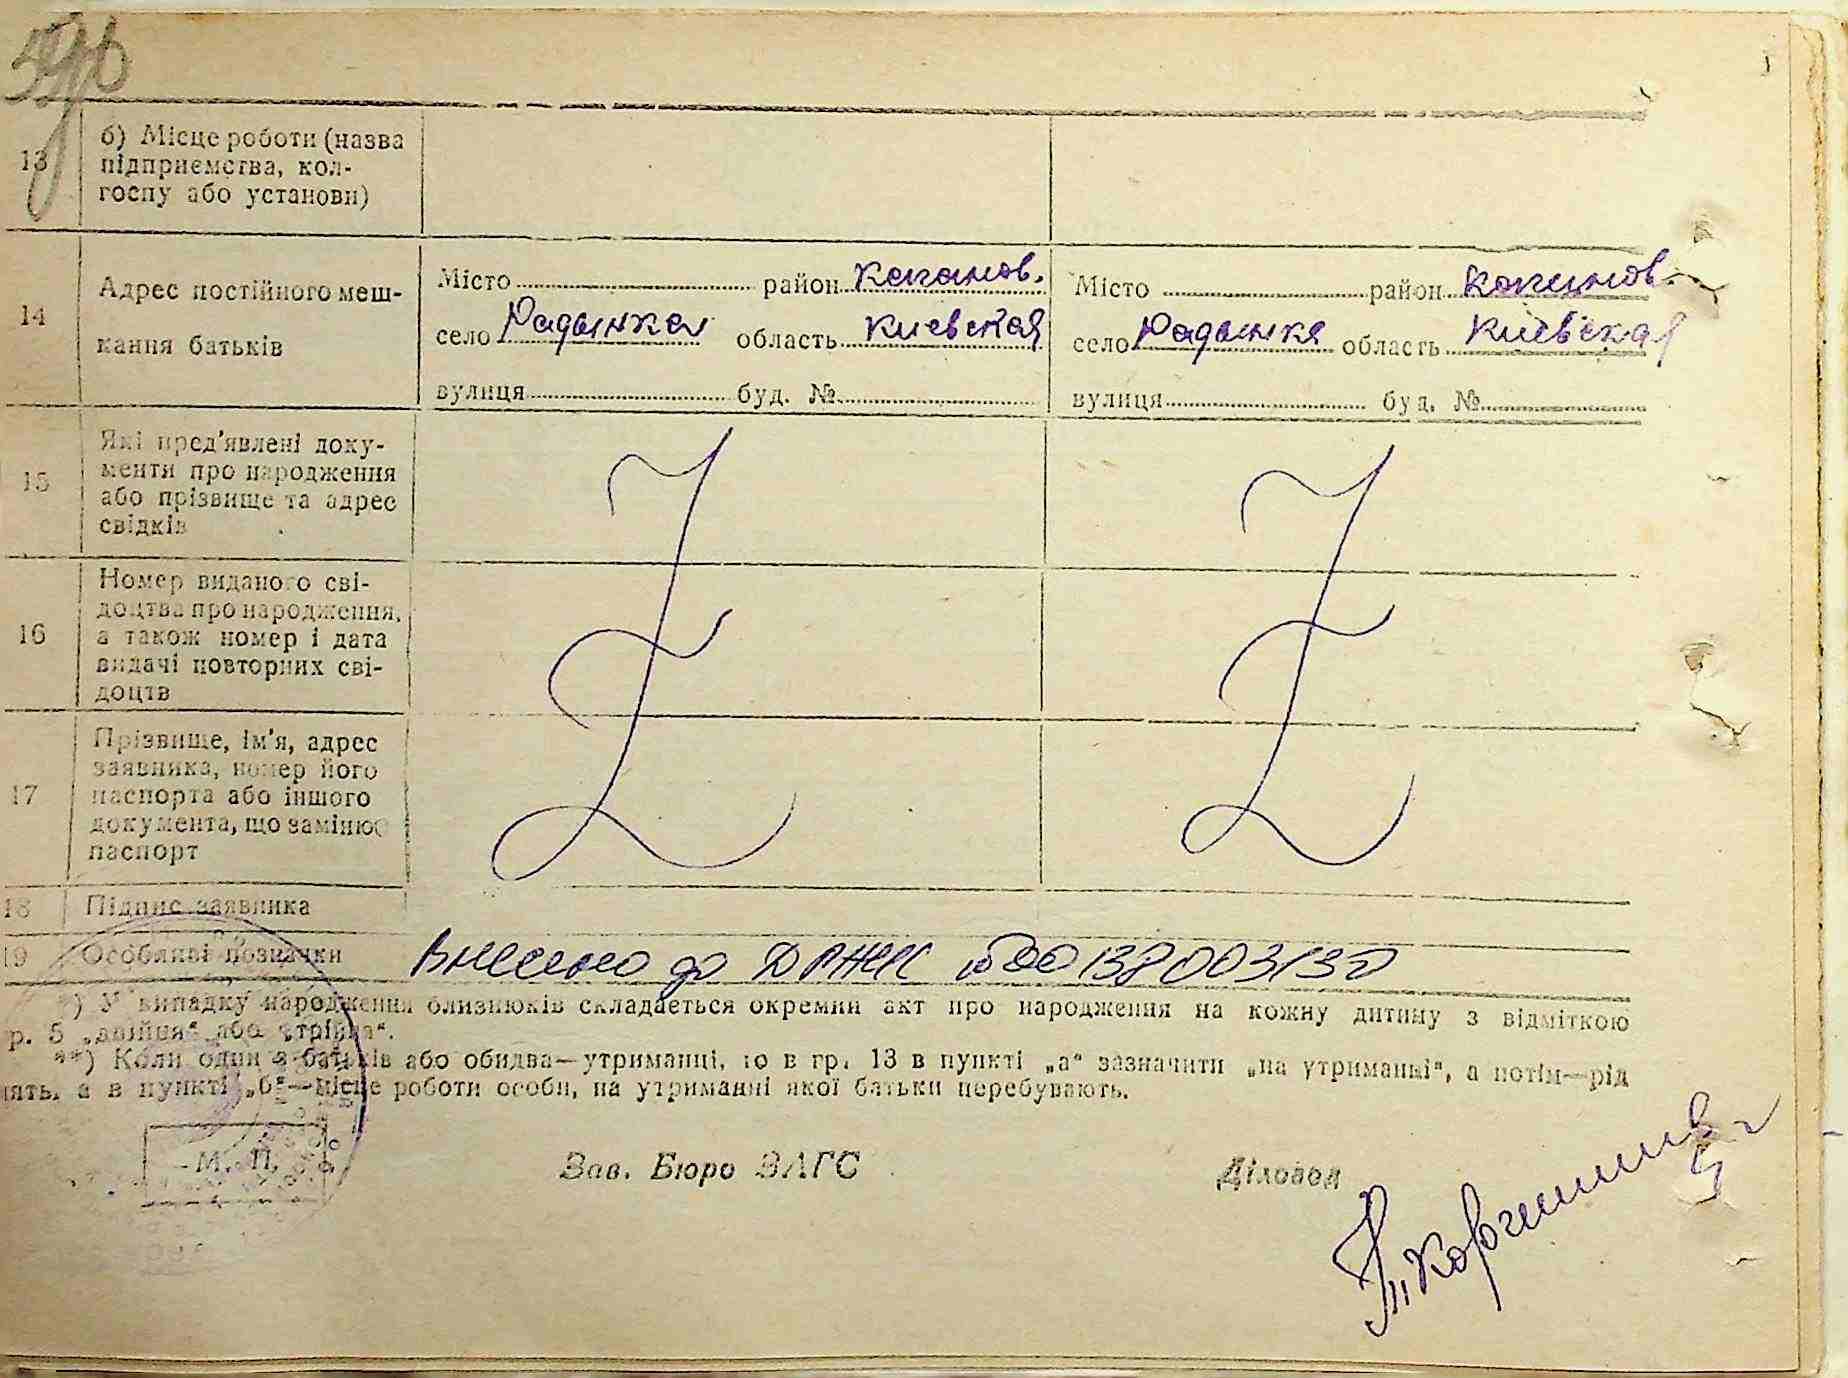 13 б) Місце роботи (назва
підприємства, кол-
госпу або установи)
14 Адрес постійного меш-
кання батьків
Місто район Каганов. Місто район Каганов.
село Радынка область Киевская село Радынка область Киевская
вулиця буд. № вулиця буд. №
15 Які пред'явлені доку-
менти про народження
або прізвище та адрес
свідків
16 Номер виданого сві-
доцтва про народження,
а також номер і дата
видачі повторних сві-
доцтв
17 Прізвище, ім'я, адрес
заявника, номер його
паспорта або іншого
документа, що замінює
паспорт
18 Підпис заявника
19 Особливі позначки Внесено до
*) У випадку народження близнюків складається окремий акт про народження на кожну дитину з відміткою
гр. 5 „двійня“ або „трійня“.
**) Коли один з батьків або обидва—утриманці, то в гр. 13 в пункті „а“ зазначити „на утриманні“, а потім—рід
а в пункті „б“—місце роботи особи, на утриманні якої батьки перебувають.
М. П. Зав. Бюро ЗАГС Діловод